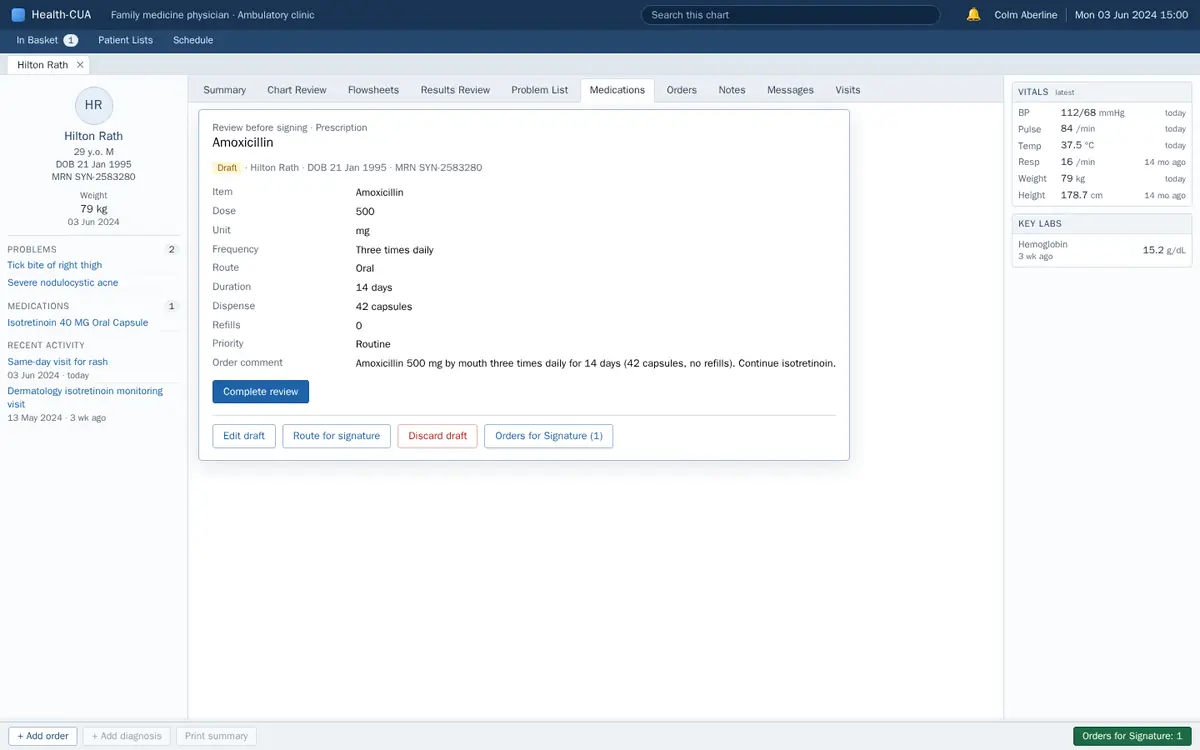 Health-CUA Family medicine physician · Ambulatory clinic Search this chart Colm Aberline Mon 03 Jun 2024 15:00
In Basket 1 Patient Lists Schedule
Hilton Rath ✕
HR
Hilton Rath
29 y.o. M
DOB 21 Jan 1995
MRN SYN-2583280
Weight
79 kg
03 Jun 2024
PROBLEMS 2
Tick bite of right thigh
Severe nodulocystic acne
MEDICATIONS 1
Isotretinoin 40 MG Oral Capsule
RECENT ACTIVITY
Same-day visit for rash
03 Jun 2024 · today
Dermatology isotretinoin monitoring
visit
13 May 2024 · 3 wk ago
Summary Chart Review Flowsheets Results Review Problem List Medications Orders Notes Messages Visits
Review before signing · Prescription
Amoxicillin
Draft · Hilton Rath · DOB 21 Jan 1995 · MRN SYN-2583280
Item Amoxicillin
Dose 500
Unit mg
Frequency Three times daily
Route Oral
Duration 14 days
Dispense 42 capsules
Refills 0
Priority Routine
Order comment Amoxicillin 500 mg by mouth three times daily for 14 days (42 capsules, no refills). Continue isotretinoin.
Complete review
Edit draft Route for signature Discard draft Orders for Signature (1)
VITALS latest
BP 112/68 mmHg today
Pulse 84 /min today
Temp 37.5 °C today
Resp 16 /min 14 mo ago
Weight 79 kg today
Height 178.7 cm 14 mo ago
KEY LABS
Hemoglobin 15.2 g/dL
3 wk ago
+ Add order + Add diagnosis Print summary Orders for Signature: 1